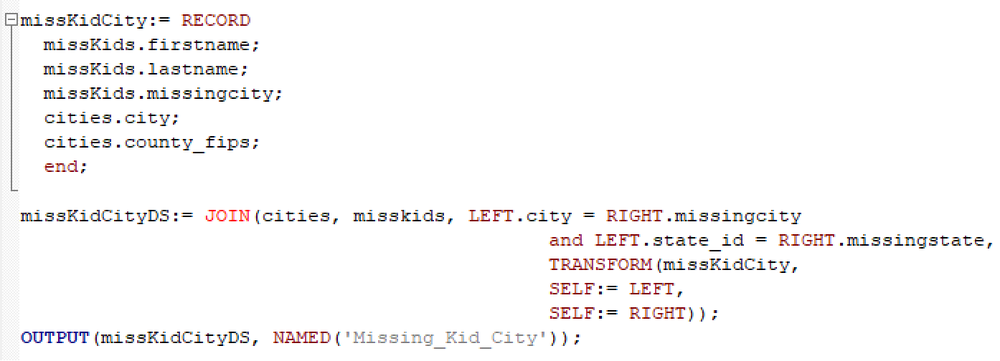 missKidCity:= RECORD
missKids.firstname;
missKids.lastname;
missKids.missingcity;
cities.city;
cities.county_fips;
end;
missKidCityDS:= JOIN(cities, misskids, LEFT.city = RIGHT.missingcity
and LEFT.state_id = RIGHT.missingstate,
TRANSFORM(missKidCity,
SELF:= LEFT,
SELF:= RIGHT));
OUTPUT(missKidCityDS, NAMED('Missing_Kid_City'));